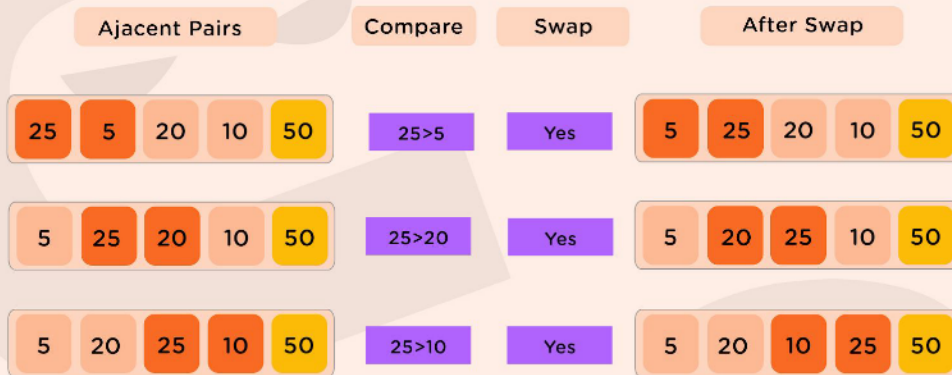 Ajacent Pairs Compare Swap After Swap
25 5 20 10 50 25>5 Yes 5 25 20 10 50
5 25 20 10 50 25>20 Yes 5 20 25 10 50
5 20 25 10 50 25>10 Yes 5 20 10 25 50